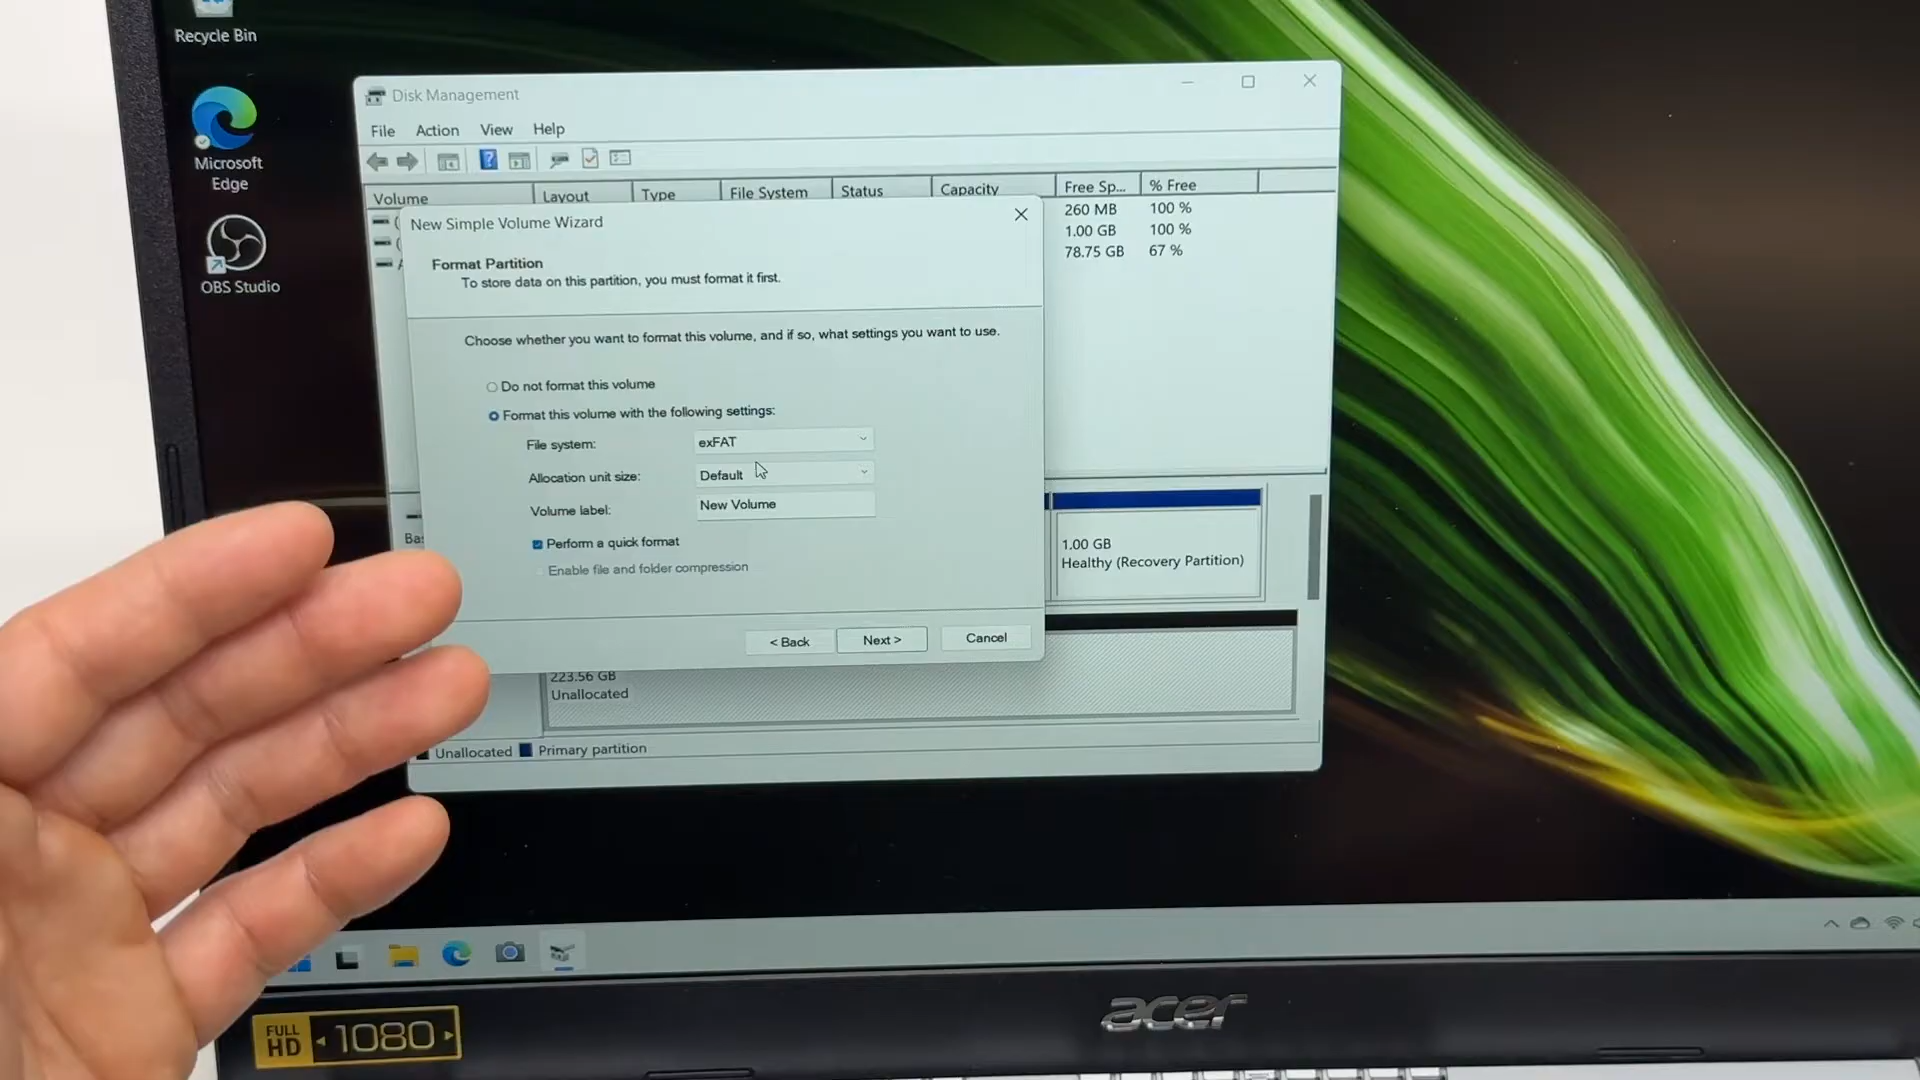 Recycle Bin
Microsoft
Edge
OBS Studio
Disk Management
File Action View Help
Volume Layout Type File System Status Capacity Free Sp... % Free
260 MB 100 %
1.00 GB 100 %
78.75 GB 67 %
New Simple Volume Wizard
Format Partition
To store data on this partition, you must format it first.
Choose whether you want to format this volume, and if so, what settings you want to use.
Do not format this volume
Format this volume with the following settings:
File system: exFAT
Allocation unit size: Default
Volume label: New Volume
Perform a quick format
Enable file and folder compression
< Back Next > Cancel
1.00 GB
Healthy (Recovery Partition)
223.56 GB
Unallocated
Unallocated Primary partition
FULL HD 1080
acer